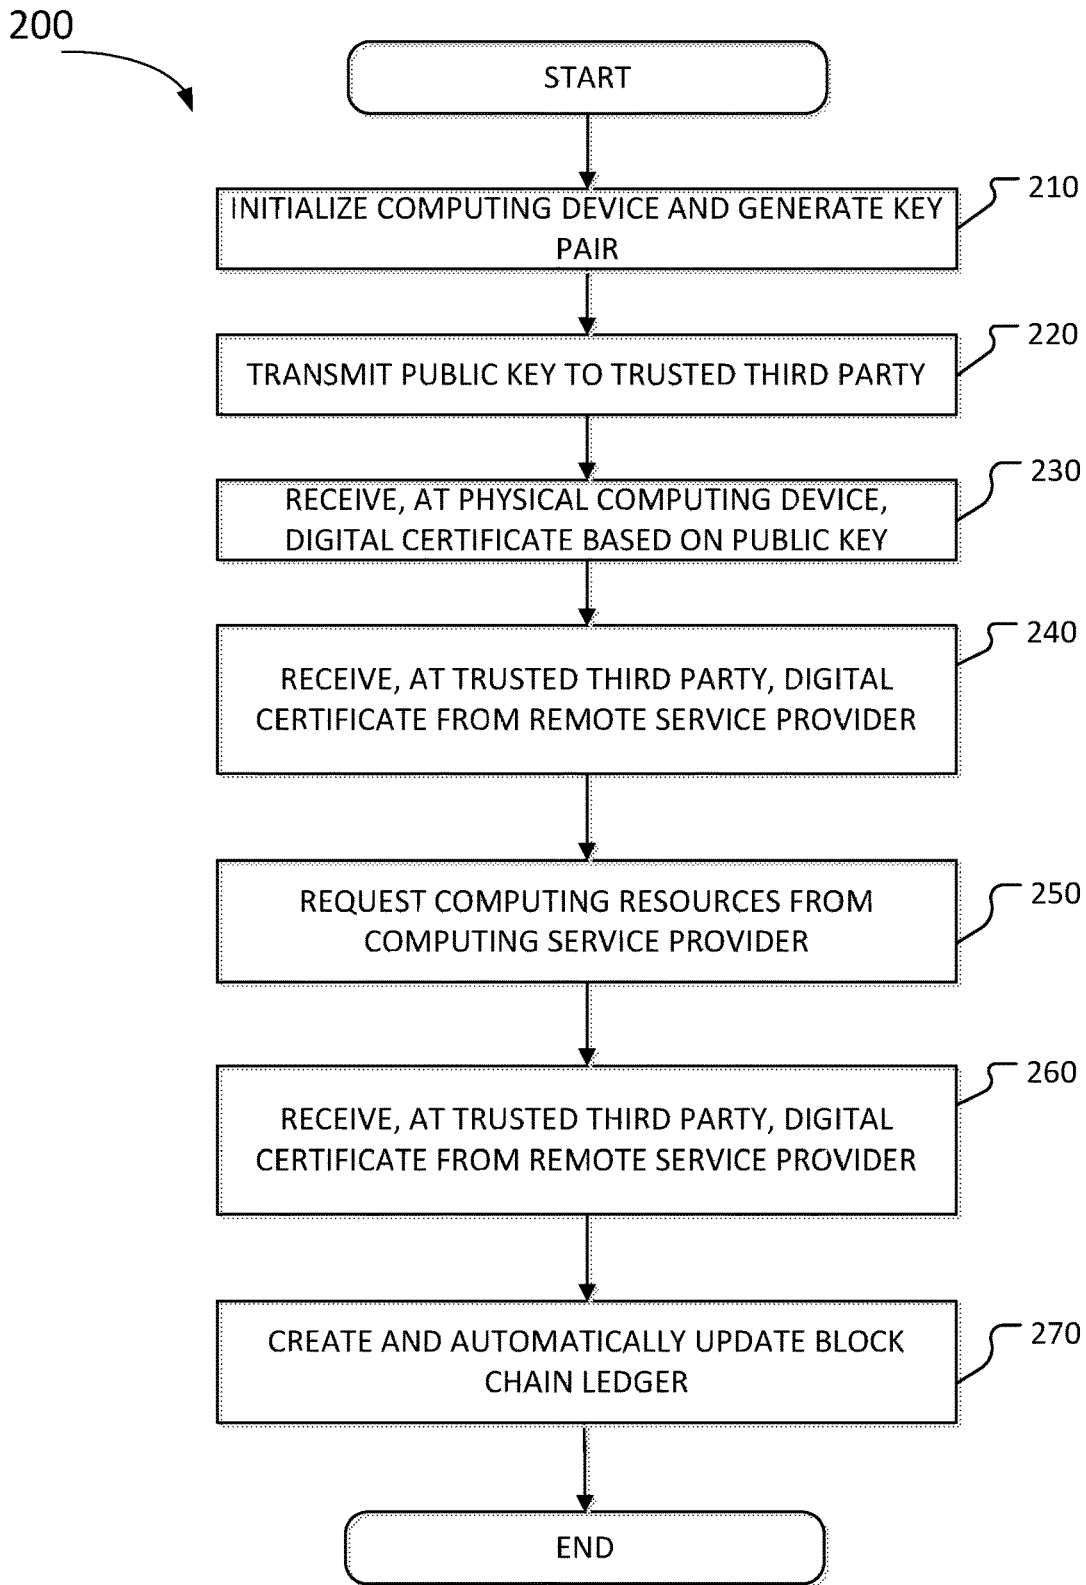 200
START
210
INITIALIZE COMPUTING DEVICE AND GENERATE KEY
PAIR
220
TRANSMIT PUBLIC KEY TO TRUSTED THIRD PARTY
230
RECEIVE, AT PHYSICAL COMPUTING DEVICE,
DIGITAL CERTIFICATE BASED ON PUBLIC KEY
240
RECEIVE, AT TRUSTED THIRD PARTY, DIGITAL
CERTIFICATE FROM REMOTE SERVICE PROVIDER
250
REQUEST COMPUTING RESOURCES FROM
COMPUTING SERVICE PROVIDER
260
RECEIVE, AT TRUSTED THIRD PARTY, DIGITAL
CERTIFICATE FROM REMOTE SERVICE PROVIDER
270
CREATE AND AUTOMATICALLY UPDATE BLOCK
CHAIN LEDGER
END